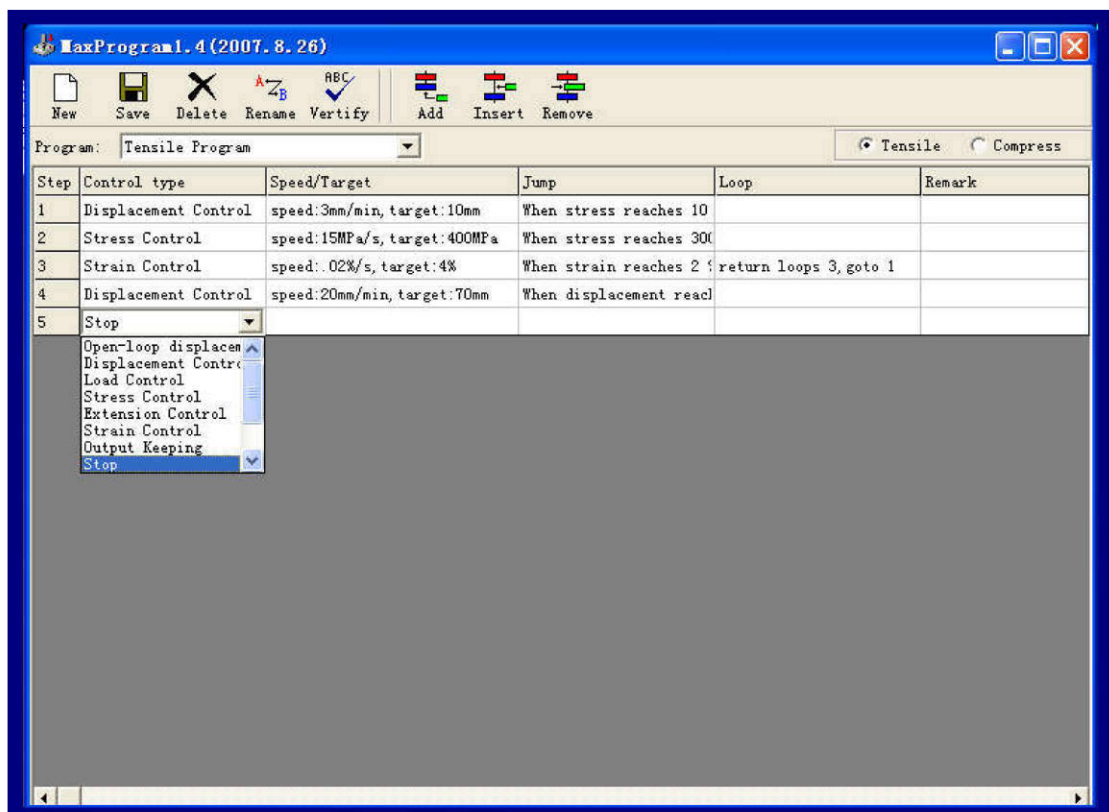 MaxProgram1.4(2007.8.26)
New Save Delete Rename Vertify Add Insert Remove
Program: Tensile Program Tensile Compress
Step Control type Speed/Target Jump Loop Remark
1 Displacement Control speed:3mm/min, target:10mm When stress reaches 10
2 Stress Control speed:15MPa/s, target:400MPa When stress reaches 300
3 Strain Control speed:.02%/s, target:4% When strain reaches 2 return loops 3, goto 1
4 Displacement Control speed:20mm/min, target:70mm When displacement reach
5 Stop
Open-loop displacem
Displacement Contro
Load Control
Stress Control
Extension Control
Strain Control
Output Keeping
Stop